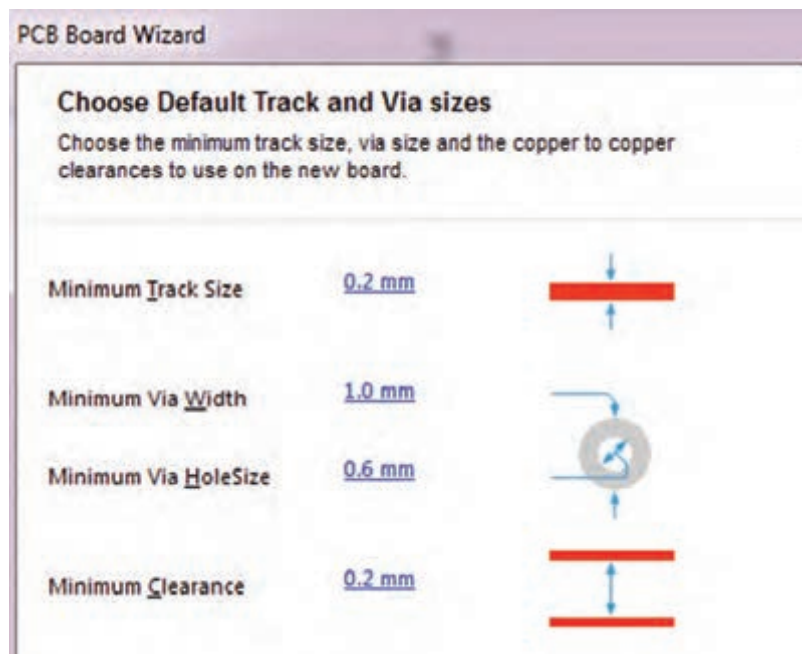 PCB Board Wizard
Choose Default Track and Via sizes
Choose the minimum track size, via size and the copper to copper
clearances to use on the new board.
Minimum Track Size 0.2 mm
Minimum Via Width 1.0 mm
Minimum Via HoleSize 0.6 mm
Minimum Clearance 0.2 mm